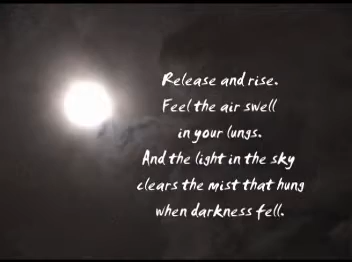 Release and rise.
Feel the air swell
in your lungs.
And the light in the sky
clears the mist that hung
when darkness fell.